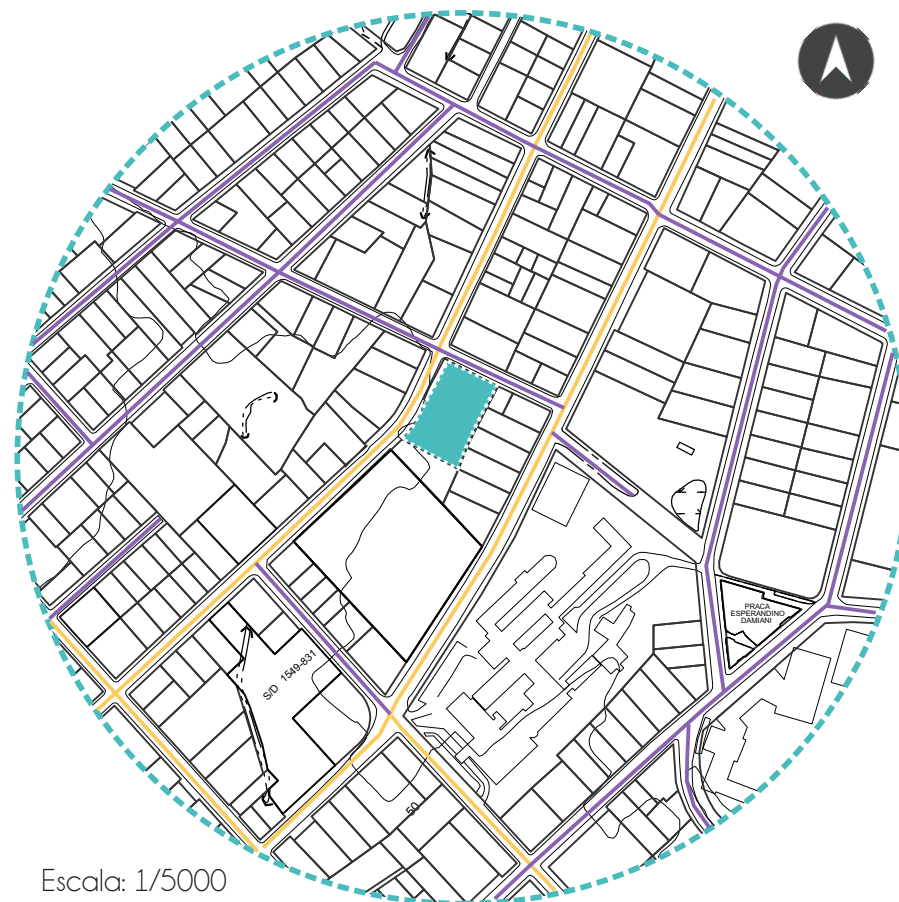 PRACA
ESPERANDINO
DAMIANI
S/D 1549-831
50
Escala: 1/5000